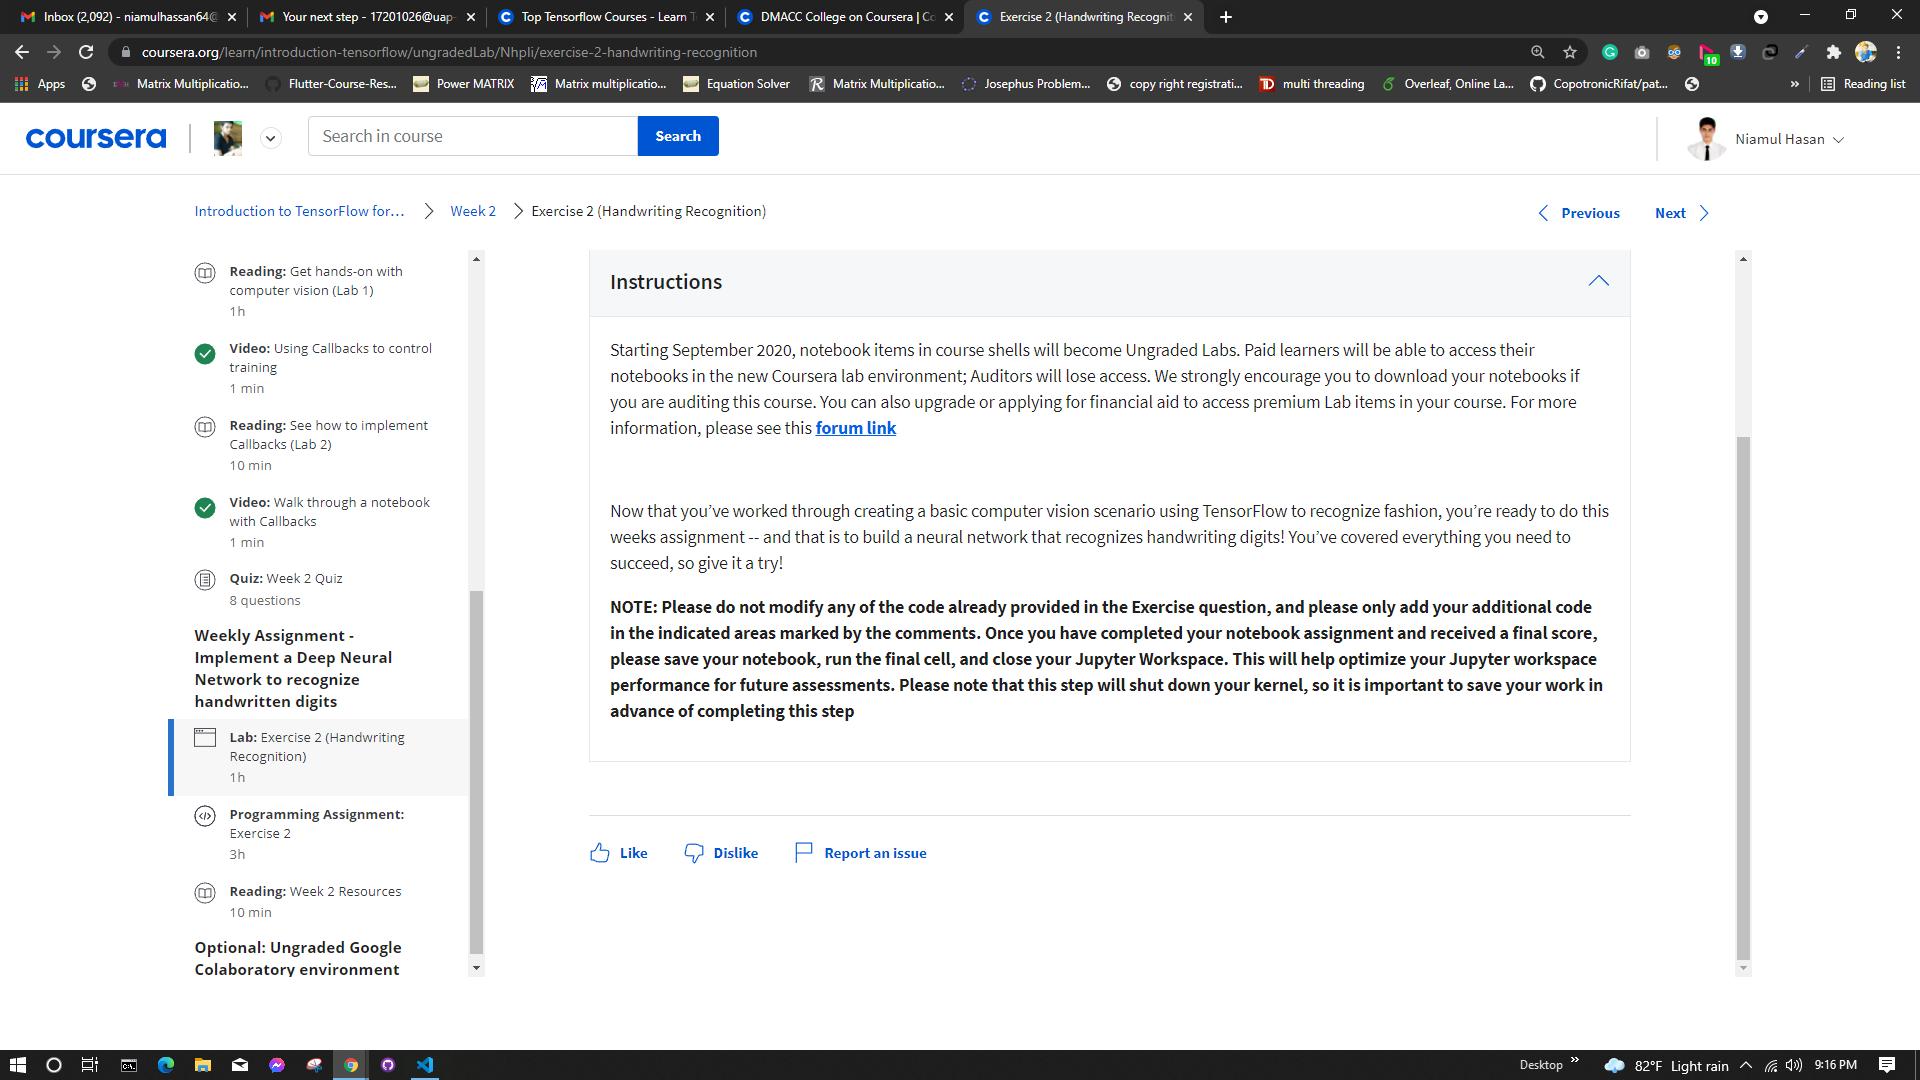 Inbox (2,092) - niamulhassan64@
Your next step - 17201026@uap-
Top Tensorflow Courses - Learn T
DMACC College on Coursera | Co
Exercise 2 (Handwriting Recognit
coursera.org/learn/introduction-tensorflow/ungradedLab/Nhpli/exercise-2-handwriting-recognition
10
Apps
Matrix Multiplicatio...
Flutter-Course-Res...
Power MATRIX
Matrix multiplicatio...
Equation Solver
Matrix Multiplicatio...
Josephus Problem...
copy right registrati...
multi threading
Overleaf, Online La...
CopotronicRifat/pat...
»
Reading list
coursera
Search in course
Search
Niamul Hasan
Introduction to TensorFlow for...
Week 2
Exercise 2 (Handwriting Recognition)
Previous
Next
Reading: Get hands-on with
computer vision (Lab 1)
1h
Video: Using Callbacks to control
training
1 min
Reading: See how to implement
Callbacks (Lab 2)
10 min
Video: Walk through a notebook
with Callbacks
1 min
Quiz: Week 2 Quiz
8 questions
Weekly Assignment -
Implement a Deep Neural
Network to recognize
handwritten digits
Lab: Exercise 2 (Handwriting
Recognition)
1h
Programming Assignment:
Exercise 2
3h
Reading: Week 2 Resources
10 min
Optional: Ungraded Google
Colaboratory environment
Instructions
Starting September 2020, notebook items in course shells will become Ungraded Labs. Paid learners will be able to access their
notebooks in the new Coursera lab environment; Auditors will lose access. We strongly encourage you to download your notebooks if
you are auditing this course. You can also upgrade or applying for financial aid to access premium Lab items in your course. For more
information, please see this forum link
Now that you’ve worked through creating a basic computer vision scenario using TensorFlow to recognize fashion, you’re ready to do this
weeks assignment -- and that is to build a neural network that recognizes handwriting digits! You’ve covered everything you need to
succeed, so give it a try!
NOTE: Please do not modify any of the code already provided in the Exercise question, and please only add your additional code
in the indicated areas marked by the comments. Once you have completed your notebook assignment and received a final score,
please save your notebook, run the final cell, and close your Jupyter Workspace. This will help optimize your Jupyter workspace
performance for future assessments. Please note that this step will shut down your kernel, so it is important to save your work in
advance of completing this step
Like
Dislike
Report an issue
Desktop
»
82°F Light rain
9:16 PM